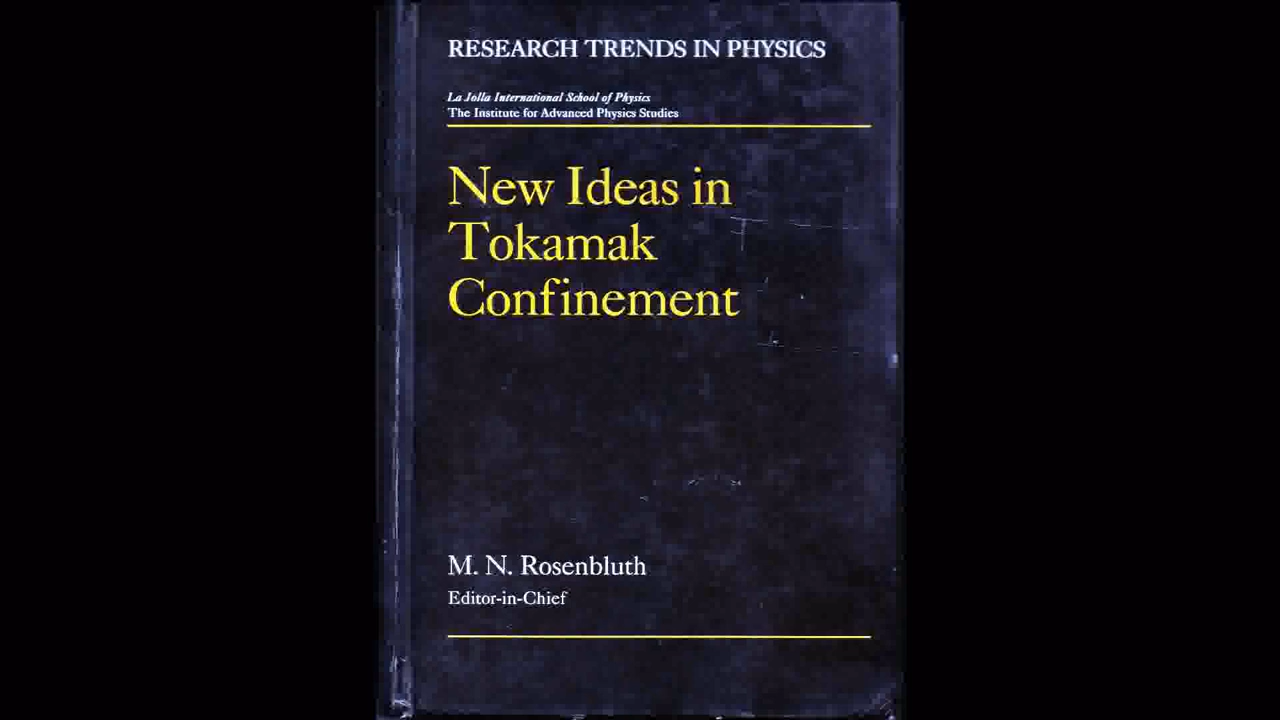 RESEARCH TRENDS IN PHYSICS
La Jolla International School of Physics
The Institute for Advanced Physics Studies
New Ideas in
Tokamak
Confinement
M. N. Rosenbluth
Editor-in-Chief